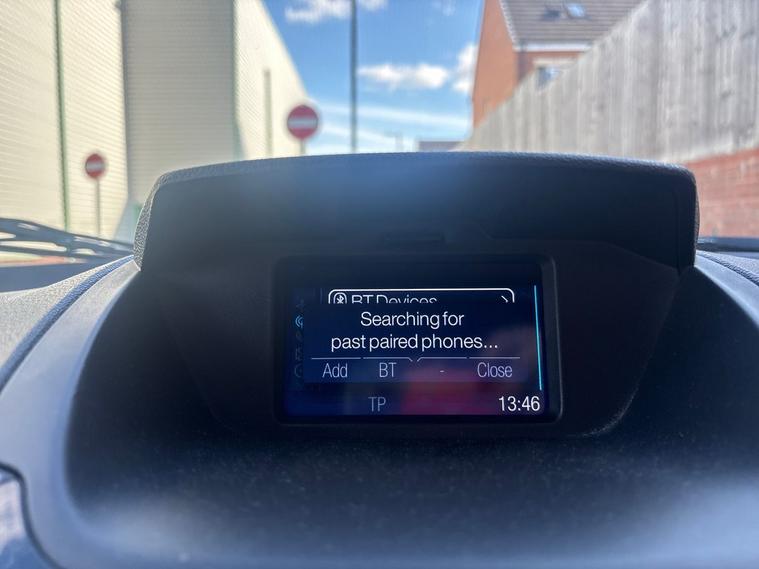 BT Devices
Searching for
past paired phones...
Add BT - Close
TP 13:46